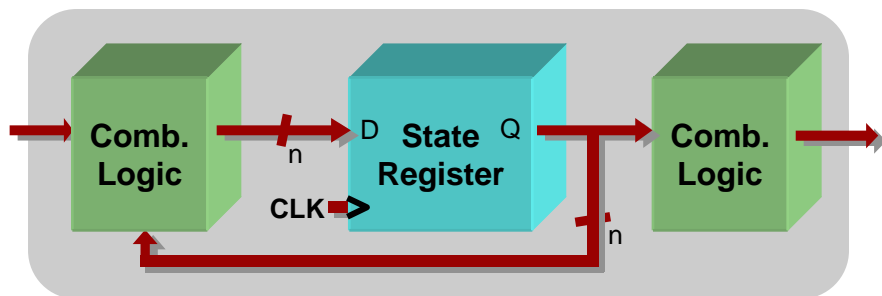 Comb.
Logic
n
D
State
Register
Q
CLK
n
Comb.
Logic